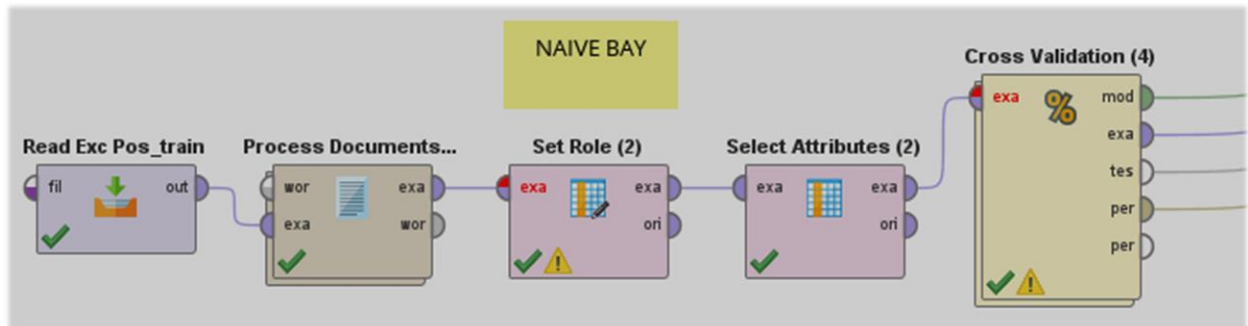 NAIVE BAY
Cross Validation (4)
exa
mod
exa
tes
per
per
Read Exc Pos_train
fil
out
Process Documents...
wor
exa
exa
wor
Set Role (2)
exa
exa
ori
Select Attributes (2)
exa
exa
ori